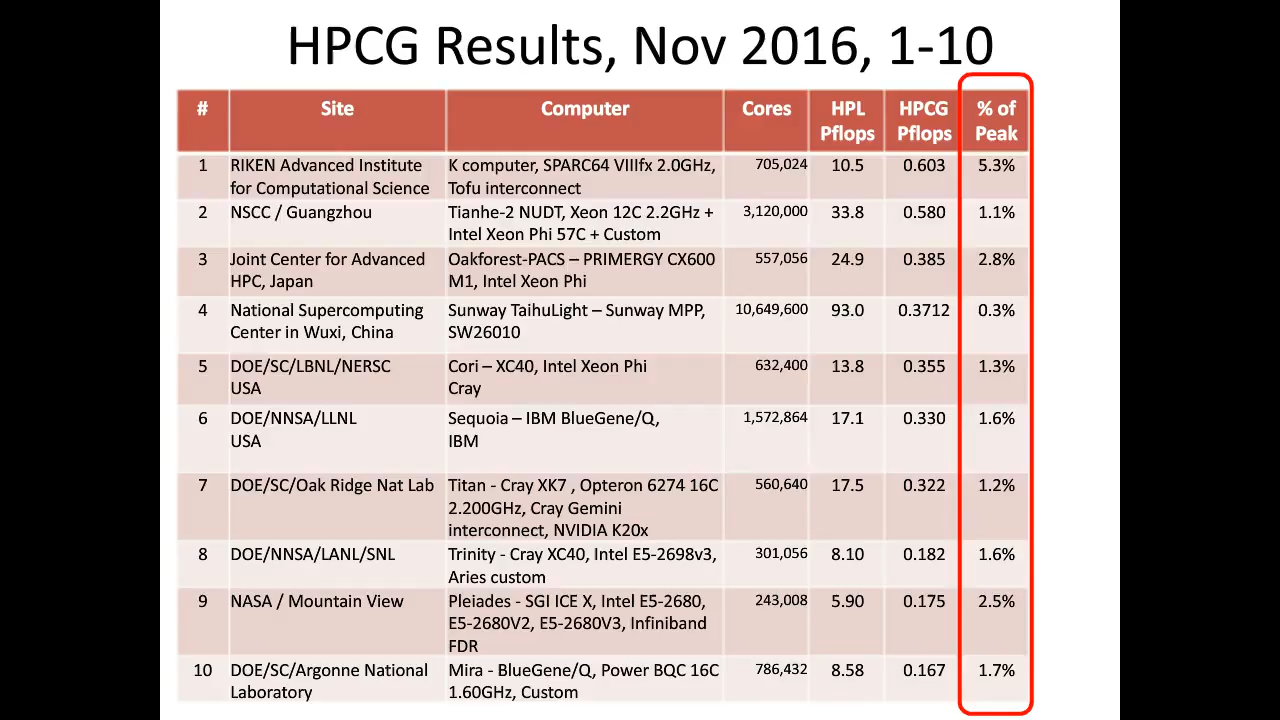 HPCG Results, Nov 2016, 1-10
# Site Computer Cores HPL Pflops HPCG Pflops % of Peak
1 RIKEN Advanced Institute for Computational Science K computer, SPARC64 VIIIfx 2.0GHz, Tofu interconnect 705,024 10.5 0.603 5.3%
2 NSCC / Guangzhou Tianhe-2 NUDT, Xeon 12C 2.2GHz + Intel Xeon Phi 57C + Custom 3,120,000 33.8 0.580 1.1%
3 Joint Center for Advanced HPC, Japan Oakforest-PACS – PRIMERGY CX600 M1, Intel Xeon Phi 557,056 24.9 0.385 2.8%
4 National Supercomputing Center in Wuxi, China Sunway TaihuLight – Sunway MPP, SW26010 10,649,600 93.0 0.3712 0.3%
5 DOE/SC/LBNL/NERSC USA Cori – XC40, Intel Xeon Phi Cray 632,400 13.8 0.355 1.3%
6 DOE/NNSA/LLNL USA Sequoia – IBM BlueGene/Q, IBM 1,572,864 17.1 0.330 1.6%
7 DOE/SC/Oak Ridge Nat Lab Titan - Cray XK7 , Opteron 6274 16C 2.200GHz, Cray Gemini interconnect, NVIDIA K20x 560,640 17.5 0.322 1.2%
8 DOE/NNSA/LANL/SNL Trinity - Cray XC40, Intel E5-2698v3, Aries custom 301,056 8.10 0.182 1.6%
9 NASA / Mountain View Pleiades - SGI ICE X, Intel E5-2680, E5-2680V2, E5-2680V3, Infiniband FDR 243,008 5.90 0.175 2.5%
10 DOE/SC/Argonne National Laboratory Mira - BlueGene/Q, Power BQC 16C 1.60GHz, Custom 786,432 8.58 0.167 1.7%